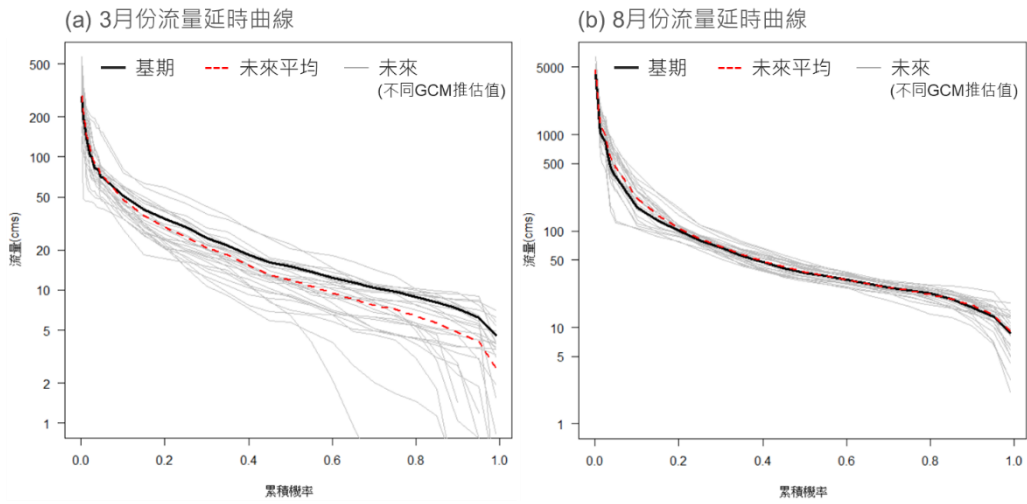 (a) 3月份流量延時曲線
基期
未來平均
未來
(不同GCM推估值)
500
200
100
50
20
10
5
2
1
流量(cms)
0.0 0.2 0.4 0.6 0.8 1.0
累積機率
(b) 8月份流量延時曲線
基期
未來平均
未來
(不同GCM推估值)
5000
1000
500
100
50
10
5
1
流量(cms)
0.0 0.2 0.4 0.6 0.8 1.0
累積機率